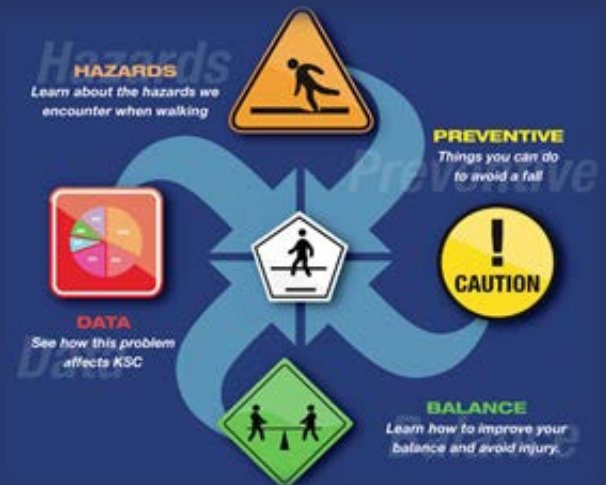 Hazards
HAZARDS
Learn about the hazards we
encounter when walking
PREVENTIVE
Preventive
Things you can do
to avoid a fall
!
CAUTION
DATA
Data
See how this problem
affects KSC
BALANCE
Balance
Learn how to improve your
balance and avoid injury.